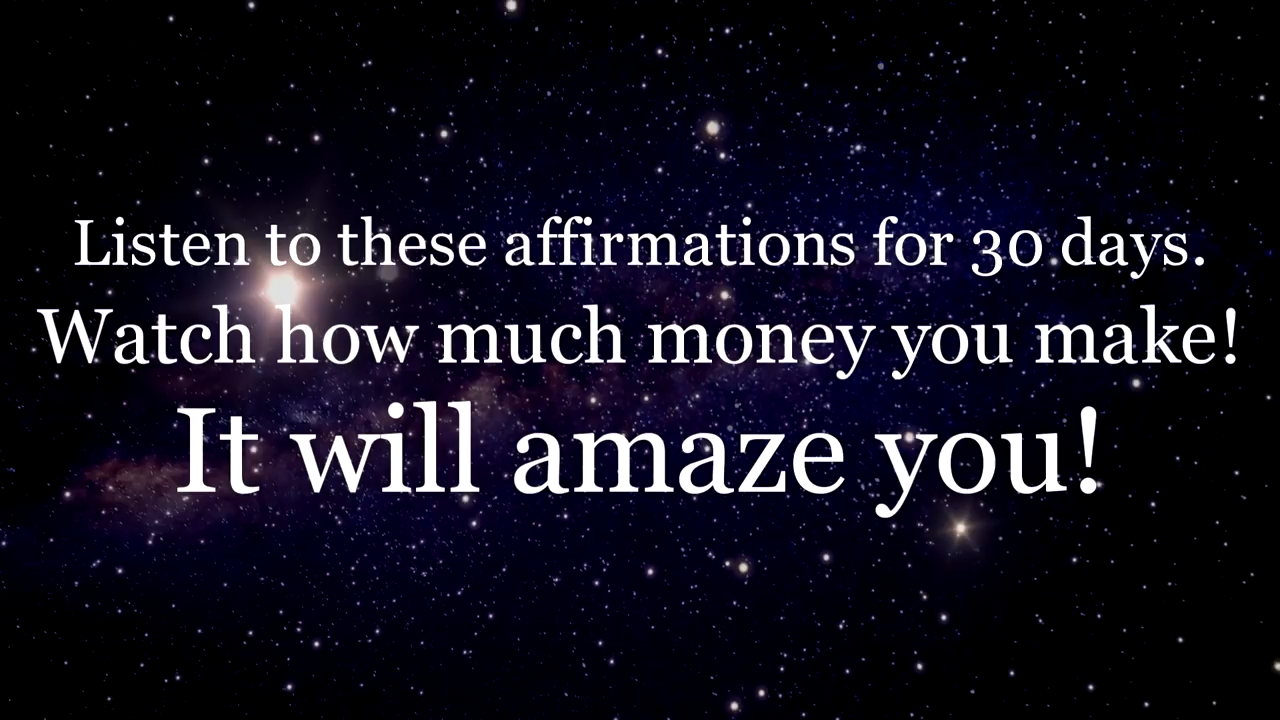 Listen to these affirmations for 30 days.
Watch how much money you make!
It will amaze you!